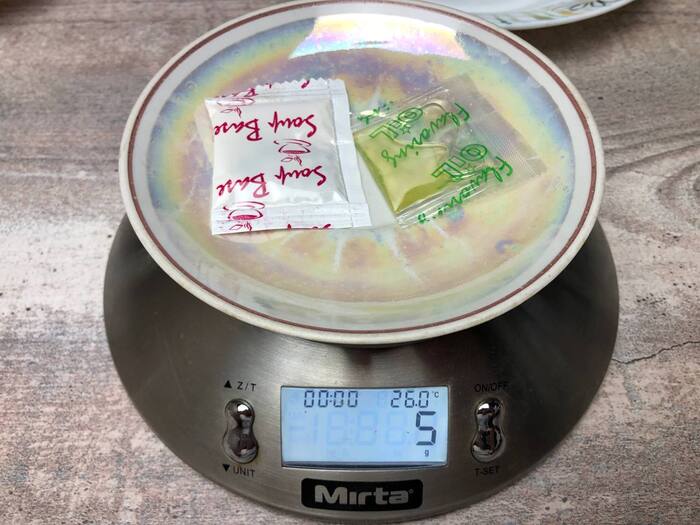 Soup Base
Soup Base
Flavoring
OIL
Flavoring
OIL
00:00 26.0°C
5
g
▲ Z/T
▼ UNIT
ON/OFF
T-SET
Mirta